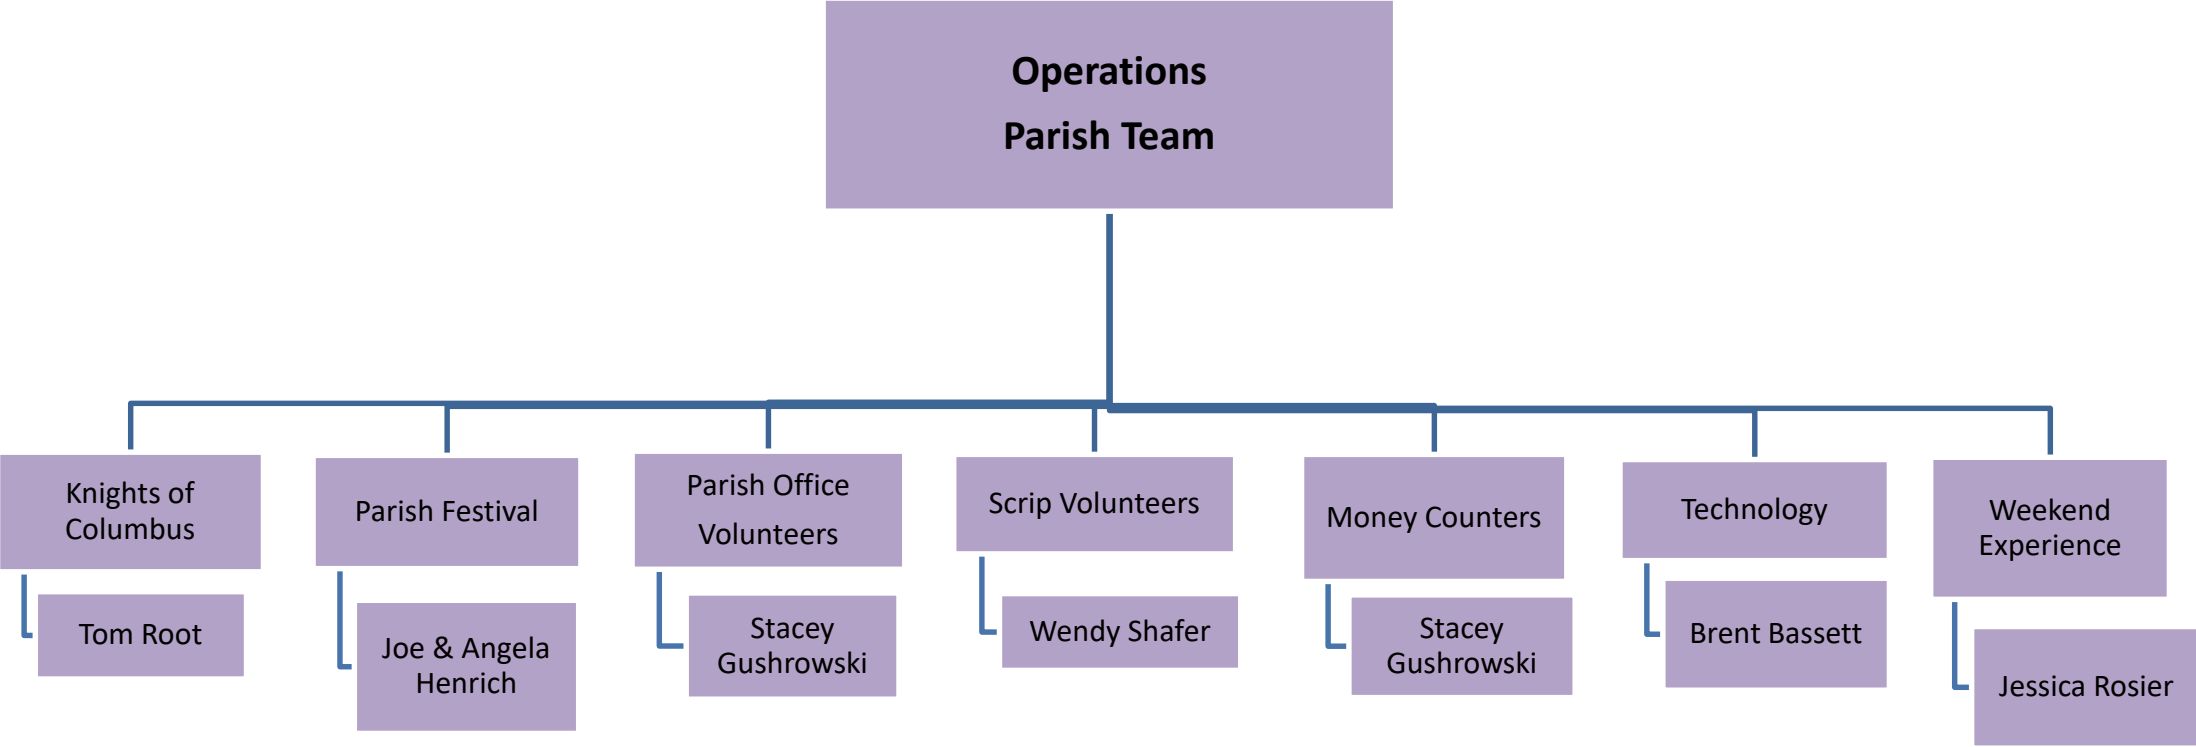 Operations
Parish Team
Knights of
Columbus
Parish Festival
Parish Office
Volunteers
Scrip Volunteers
Money Counters
Technology
Weekend
Experience
Tom Root
Joe & Angela
Henrich
Stacey
Gushrowski
Wendy Shafer
Stacey
Gushrowski
Brent Bassett
Jessica Rosier